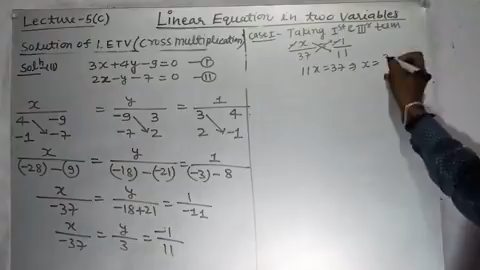 Lecture-5(C) Linear Equation in two Variables
Solution of LETV (Cross multiplication)
Solⁿ (1) 3x + 4y - 9 = 0 — (I)
2x - y - 7 = 0 — (II)
x/(4 -9 / -1 -7) = y/(-9 3 / -7 2) = 1/(3 4 / 2 -1)
x/((-28) - (9)) = y/((-18) - (-21)) = 1/((-3) - 8)
x/-37 = y/(-18+21) = 1/-11
x/-37 = y/3 = -1/11
Case I - Taking Ist & IIIrd term
-x/37 = -1/11
11x = 37 ⇒ x =